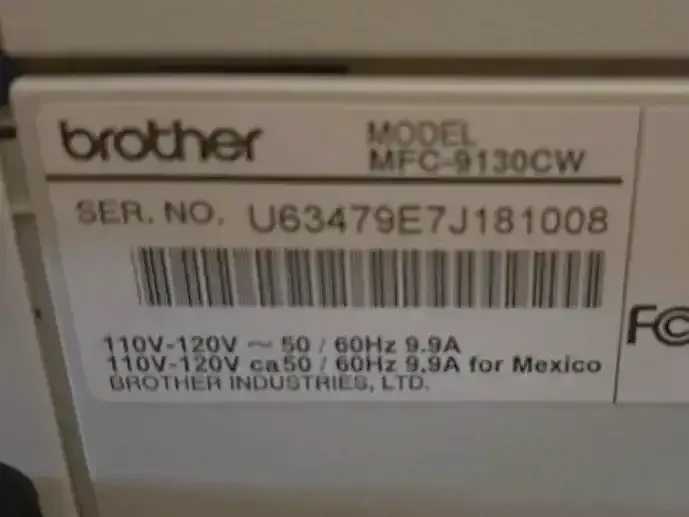 brother
MODEL
MFC-9130CW
SER. NO. U63479E7J181008
110V-120V ~ 50 / 60Hz 9.9A
110V-120V ca50 / 60Hz 9.9A for Mexico
BROTHER INDUSTRIES, LTD.
FC